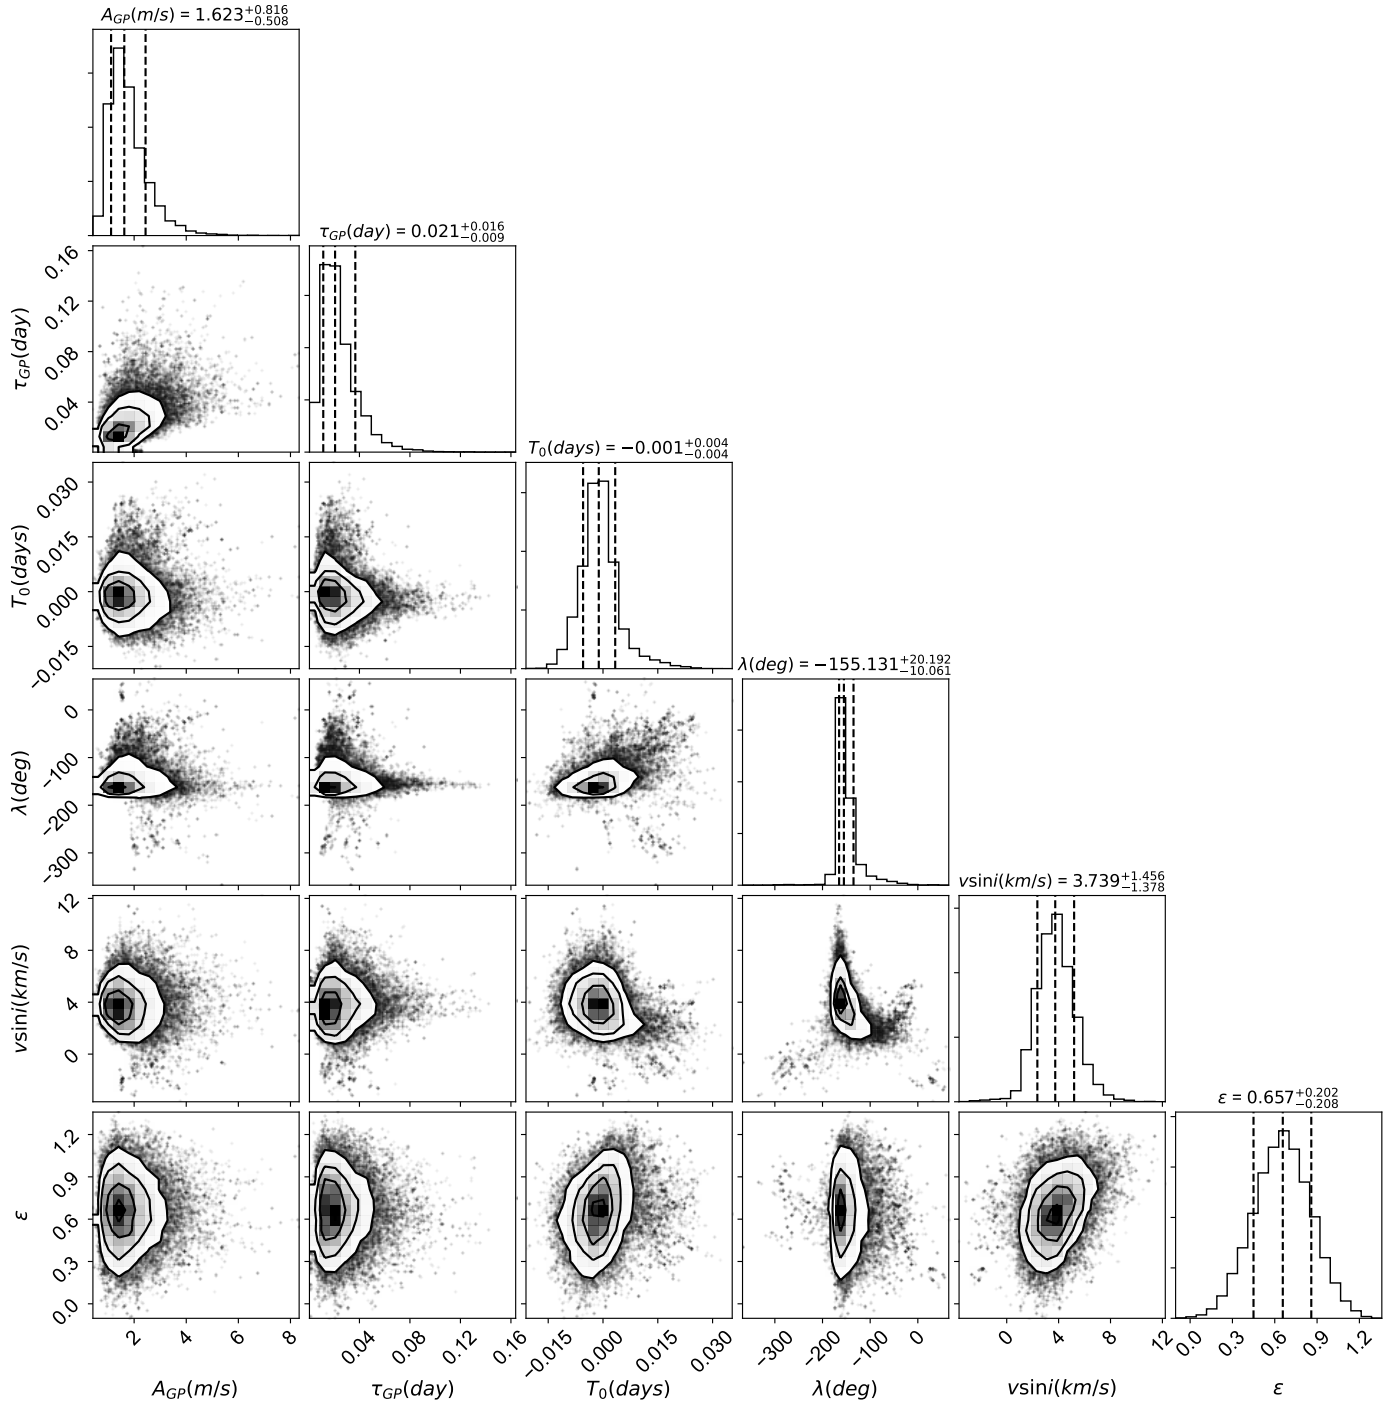 A_GP(m/s) = 1.623 +0.816 −0.508
τ_GP(day) = 0.021 +0.016 −0.009
0.16
0.12
0.08
0.04
τ_GP(day)
T_0(days) = −0.001 +0.004 −0.004
0.030
0.015
0.000
−0.015
T_0(days)
λ(deg) = −155.131 +20.192 −10.061
0
−100
−200
−300
λ(deg)
vsini(km/s) = 3.739 +1.456 −1.378
12
8
4
0
vsini(km/s)
ε = 0.657 +0.202 −0.208
1.2
0.9
0.6
0.3
0.0
ε
2 4 6 8
0.04 0.08 0.12 0.16
−0.015 0.000 0.015 0.030
−300 −200 −100 0
0 4 8 12
0.0 0.3 0.6 0.9 1.2
A_GP(m/s) τ_GP(day) T_0(days) λ(deg) vsini(km/s) ε